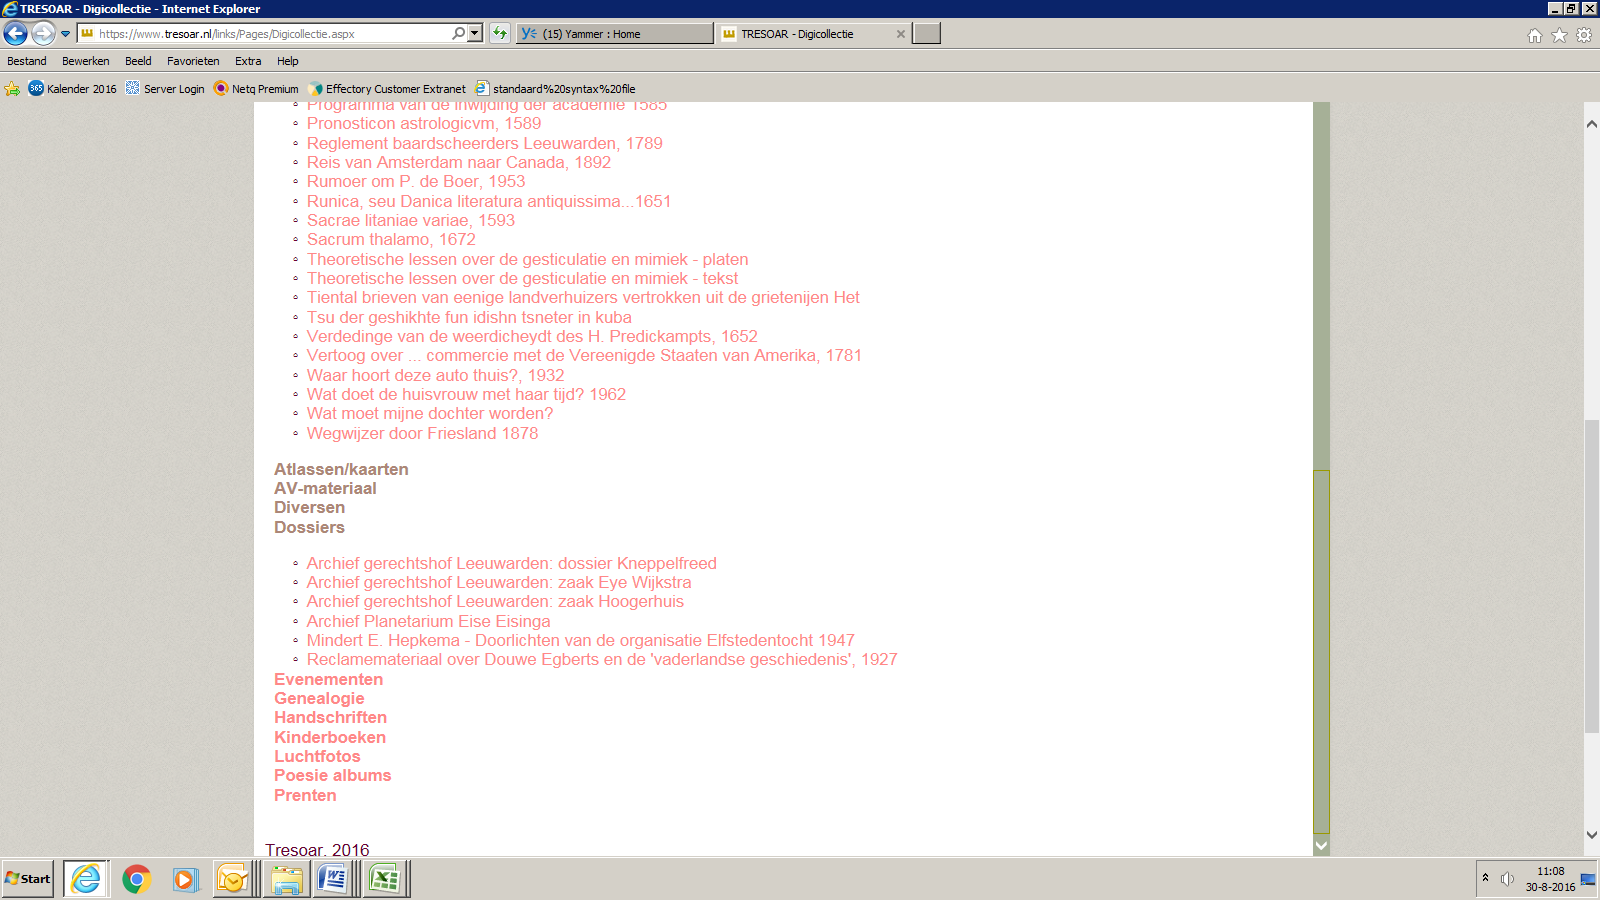 TRESOAR - Digicollectie - Internet Explorer
https://www.tresoar.nl/links/Pages/Digicollectie.aspx
(15) Yammer : Home
TRESOAR - Digicollectie
Bestand Bewerken Beeld Favorieten Extra Help
365 Kalender 2016 Server Login Netq Premium Effectory Customer Extranet standaard%20syntax%20file
Programma van de inwijding der academie 1585
Pronosticon astrologicvm, 1589
Reglement baardscheerders Leeuwarden, 1789
Reis van Amsterdam naar Canada, 1892
Rumoer om P. de Boer, 1953
Runica, seu Danica literatura antiquissima...1651
Sacrae litaniae variae, 1593
Sacrum thalamo, 1672
Theoretische lessen over de gesticulatie en mimiek - platen
Theoretische lessen over de gesticulatie en mimiek - tekst
Tiental brieven van eenige landverhuizers vertrokken uit de grietenijen Het
Tsu der geshikhte fun idishn tsneter in kuba
Verdedinge van de weerdicheydt des H. Predickampts, 1652
Vertoog over ... commercie met de Vereenigde Staaten van Amerika, 1781
Waar hoort deze auto thuis?, 1932
Wat doet de huisvrouw met haar tijd? 1962
Wat moet mijne dochter worden?
Wegwijzer door Friesland 1878
Atlassen/kaarten
AV-materiaal
Diversen
Dossiers
Archief gerechtshof Leeuwarden: dossier Kneppelfreed
Archief gerechtshof Leeuwarden: zaak Eye Wijkstra
Archief gerechtshof Leeuwarden: zaak Hoogerhuis
Archief Planetarium Eise Eisinga
Mindert E. Hepkema - Doorlichten van de organisatie Elfstedentocht 1947
Reclamemateriaal over Douwe Egberts en de 'vaderlandse geschiedenis', 1927
Evenementen
Genealogie
Handschriften
Kinderboeken
Luchtfotos
Poesie albums
Prenten
Tresoar. 2016
Start
11:08
30-8-2016